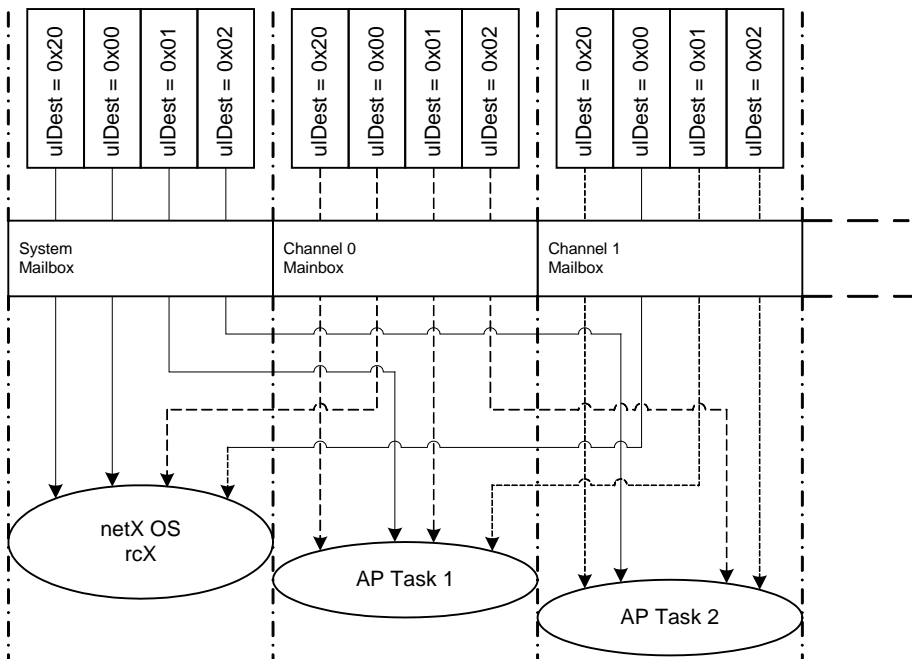 ulDest = 0x20
ulDest = 0x00
ulDest = 0x01
ulDest = 0x02
ulDest = 0x20
ulDest = 0x00
ulDest = 0x01
ulDest = 0x02
ulDest = 0x20
ulDest = 0x00
ulDest = 0x01
ulDest = 0x02
System
Mailbox
Channel 0
Mainbox
Channel 1
Mailbox
netX OS
rcX
AP Task 1
AP Task 2